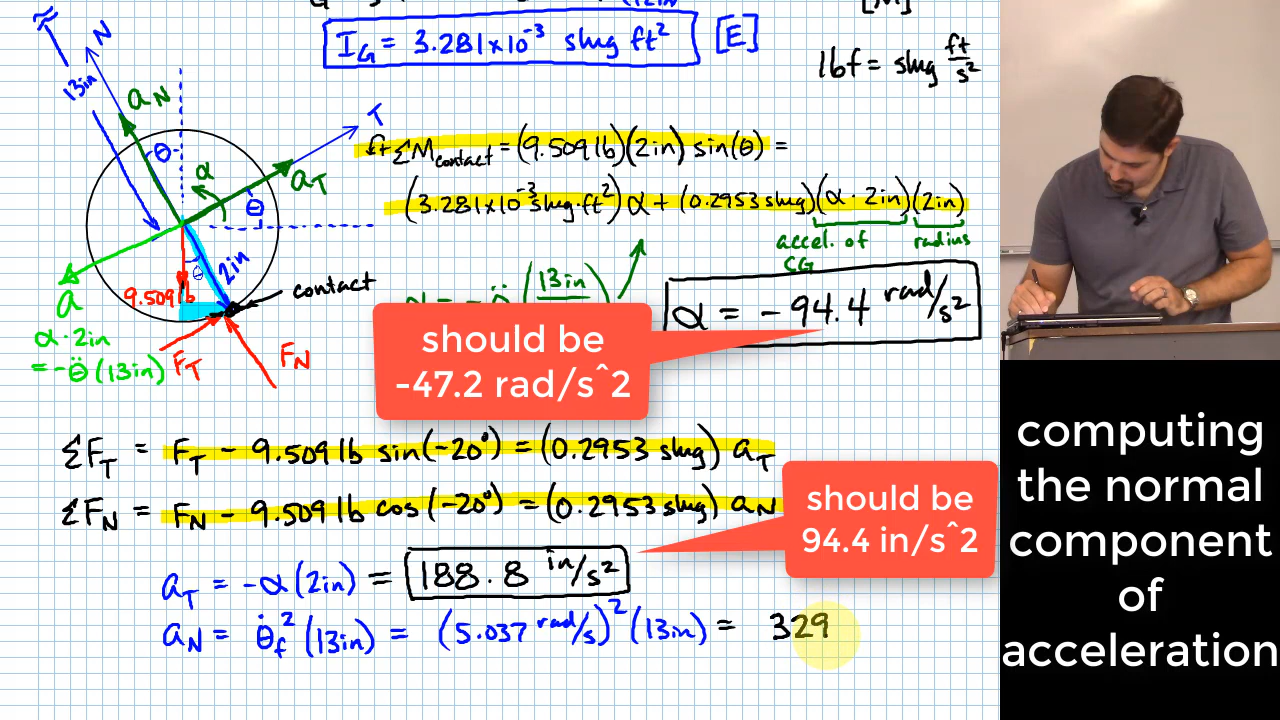 [M]
I_G = 3.281x10^-3 slug ft^2 [E]
lbf = slug ft/s^2
N
13in
a_N
T
θ
α
a_T
θ
θ
2in
9.509 lb
contact
a
α·2in
= -θ̈ (13in)
F_T
F_N
+ΣM_contact = (9.509 lb)(2in) sin(θ) =
(3.281x10^-3 slug·ft^2) α + (0.2953 slug)(α·2in)(2in)
accel. of radius
CG
13in
α = -94.4 rad/s^2
should be
-47.2 rad/s^2
ΣF_T = F_T - 9.509 lb sin(-20°) = (0.2953 slug) a_T
ΣF_N = F_N - 9.509 lb cos(-20°) = (0.2953 slug) a_N
should be
94.4 in/s^2
a_T = -α(2in) = 188.8 in/s^2
a_N = θ̇_f^2 (13in) = (5.037 rad/s)^2 (13in) = 329
computing
the normal
component
of
acceleration